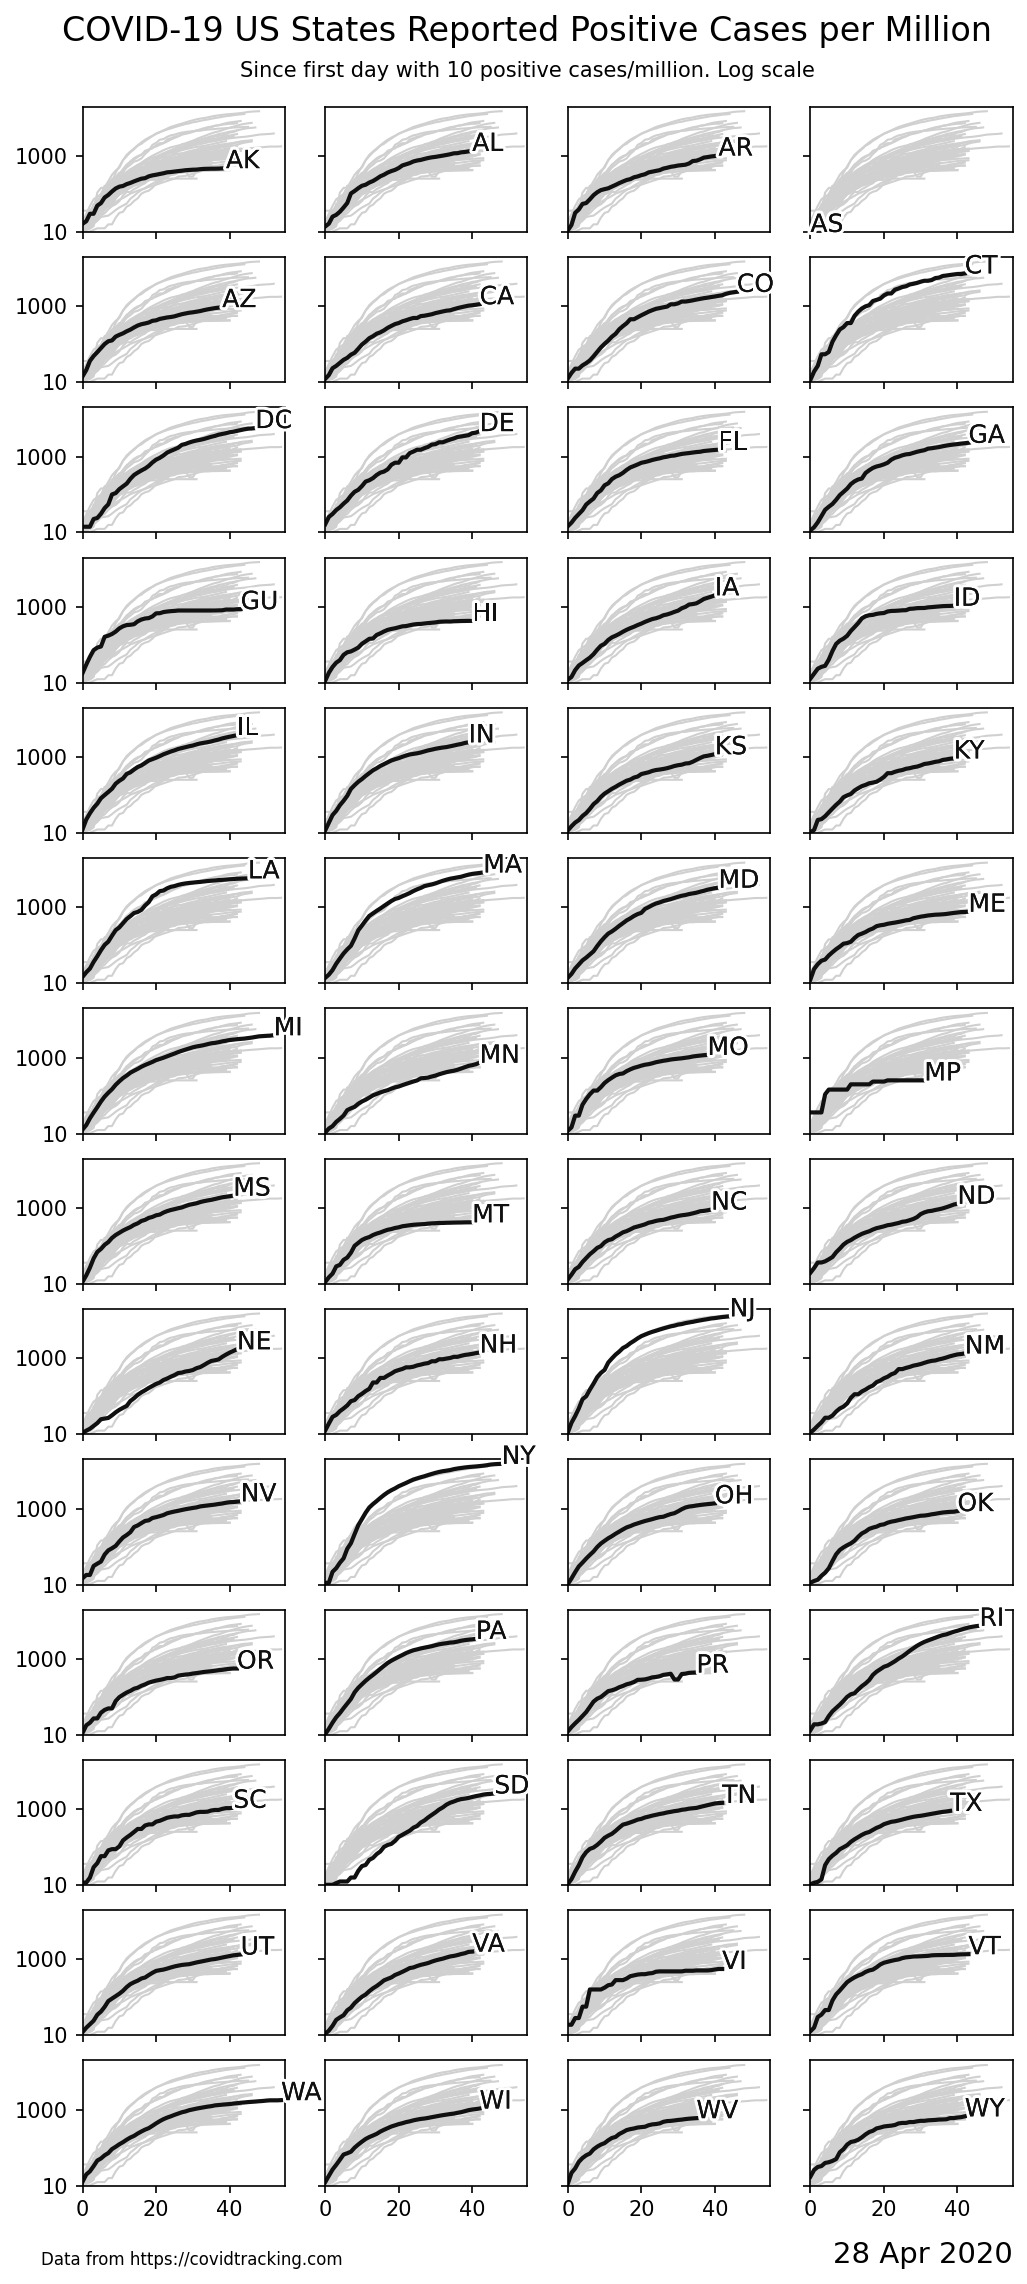 COVID-19 US States Reported Positive Cases per Million
Since first day with 10 positive cases/million. Log scale
1000
10
AK
AL
AR
AS
1000
10
AZ
CA
CO
CT
1000
10
DC
DE
FL
GA
1000
10
GU
HI
IA
ID
1000
10
IL
IN
KS
KY
1000
10
LA
MA
MD
ME
1000
10
MI
MN
MO
MP
1000
10
MS
MT
NC
ND
1000
10
NE
NH
NJ
NM
1000
10
NV
NY
OH
OK
1000
10
OR
PA
PR
RI
1000
10
SC
SD
TN
TX
1000
10
UT
VA
VI
VT
1000
10
WA
WI
WV
WY
0 20 40 0 20 40 0 20 40 0 20 40
Data from https://covidtracking.com
28 Apr 2020